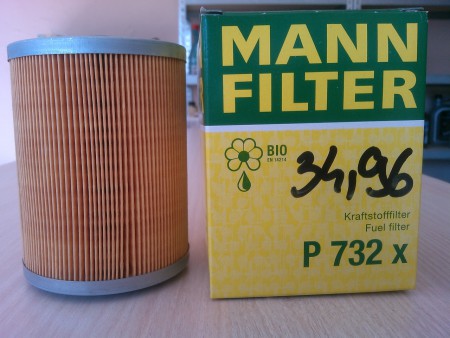 MANN
FILTER
BIO
EN 14214
34,96
Kraftstofffilter
Fuel filter
P 732 x